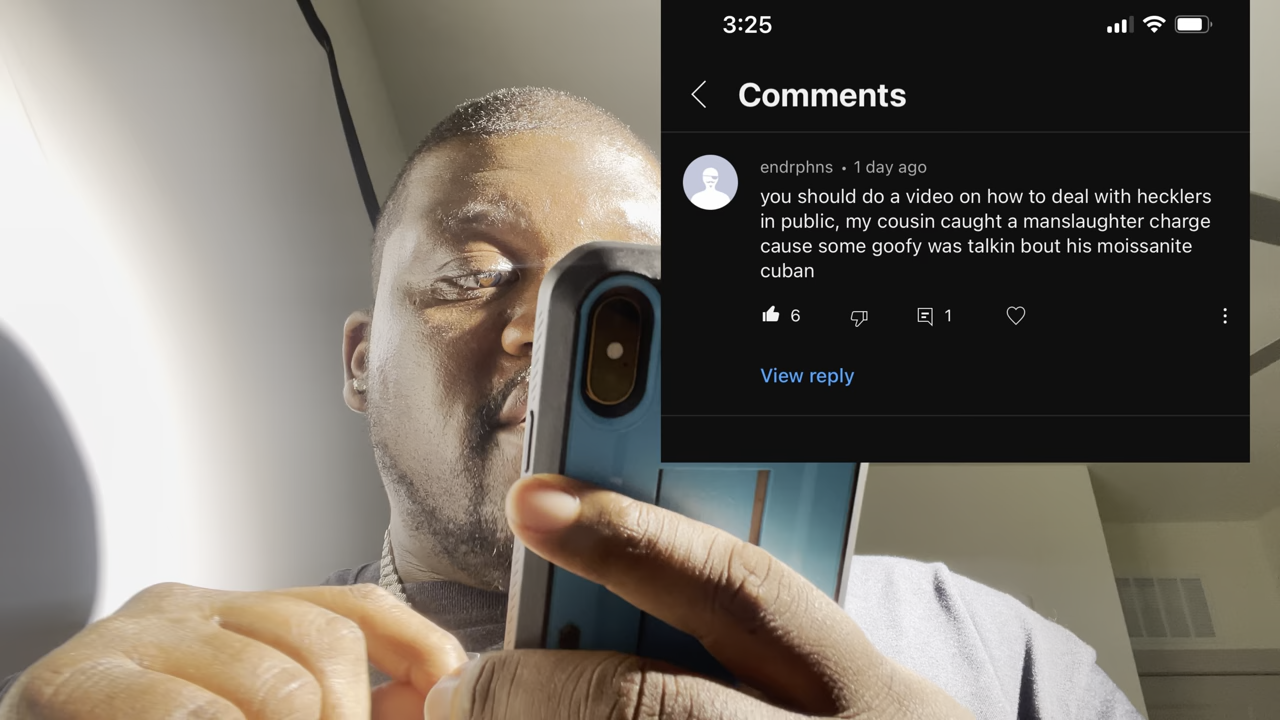 3:25
Comments
endrphns • 1 day ago
you should do a video on how to deal with hecklers
in public, my cousin caught a manslaughter charge
cause some goofy was talkin bout his moissanite
cuban
6
1
View reply